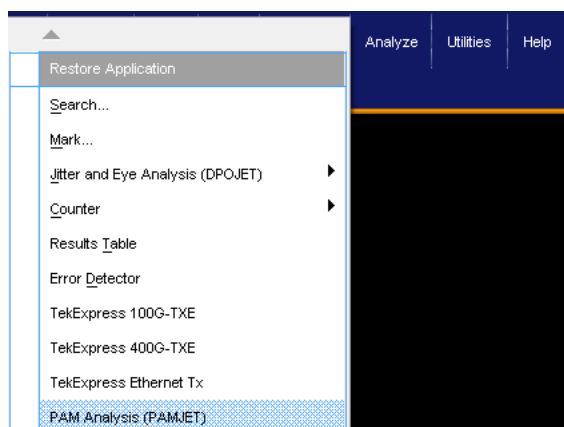 Analyze Utilities Help
Restore Application
Search...
Mark...
Jitter and Eye Analysis (DPOJET)
Counter
Results Table
Error Detector
TekExpress 100G-TXE
TekExpress 400G-TXE
TekExpress Ethernet Tx
PAM Analysis (PAMJET)